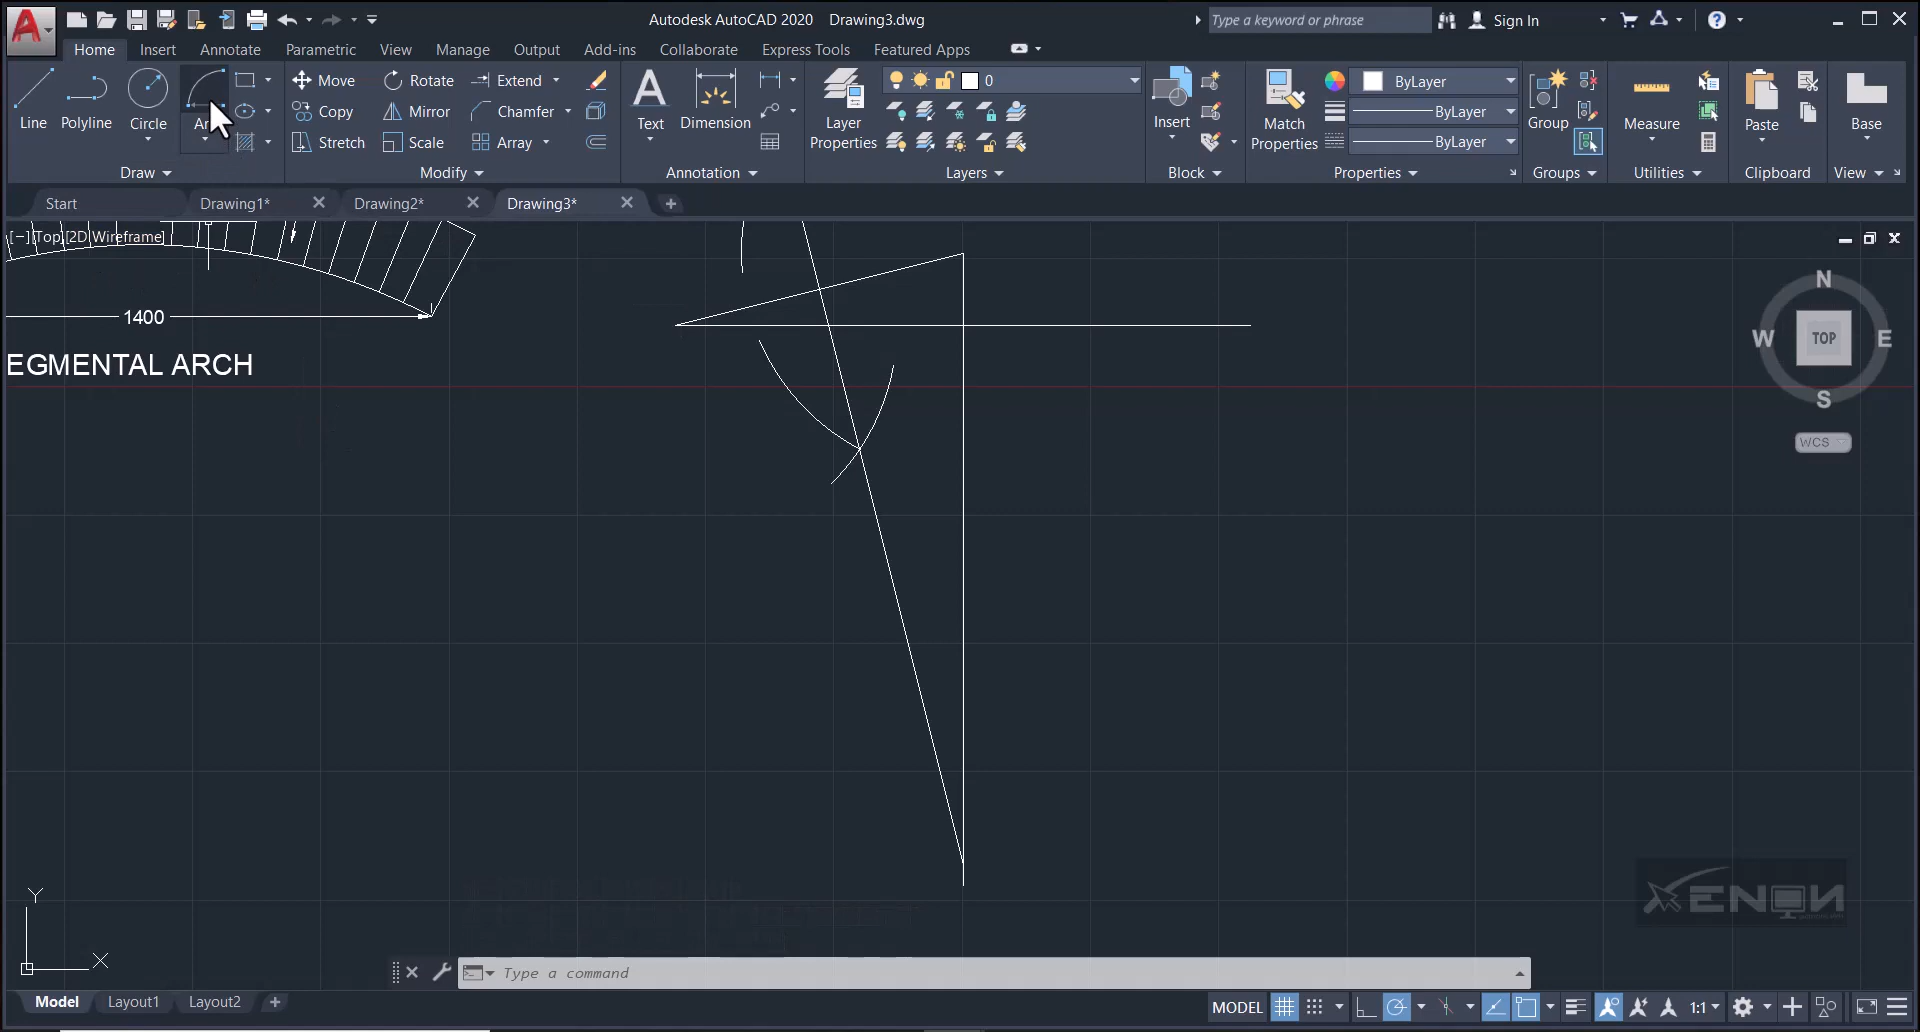 Autodesk AutoCAD 2020 Drawing3.dwg
Type a keyword or phrase
Sign In
Home Insert Annotate Parametric View Manage Output Add-ins Collaborate Express Tools Featured Apps
Line
Polyline
Circle
Draw
Move
Rotate
Extend
Copy
Mirror
Chamfer
Stretch
Scale
Array
Modify
Text
Dimension
Annotation
Layer
Properties
0
Layers
Insert
Block
Match
Properties
ByLayer
ByLayer
ByLayer
Properties
Group
Groups
Measure
Utilities
Paste
Clipboard
Base
View
Start
Drawing1*
Drawing2*
Drawing3*
[−][Top][2D Wireframe]
1400
EGMENTAL ARCH
N
W
TOP
E
S
WCS
XENON
Y
X
Type a command
Model
Layout1
Layout2
MODEL
1:1